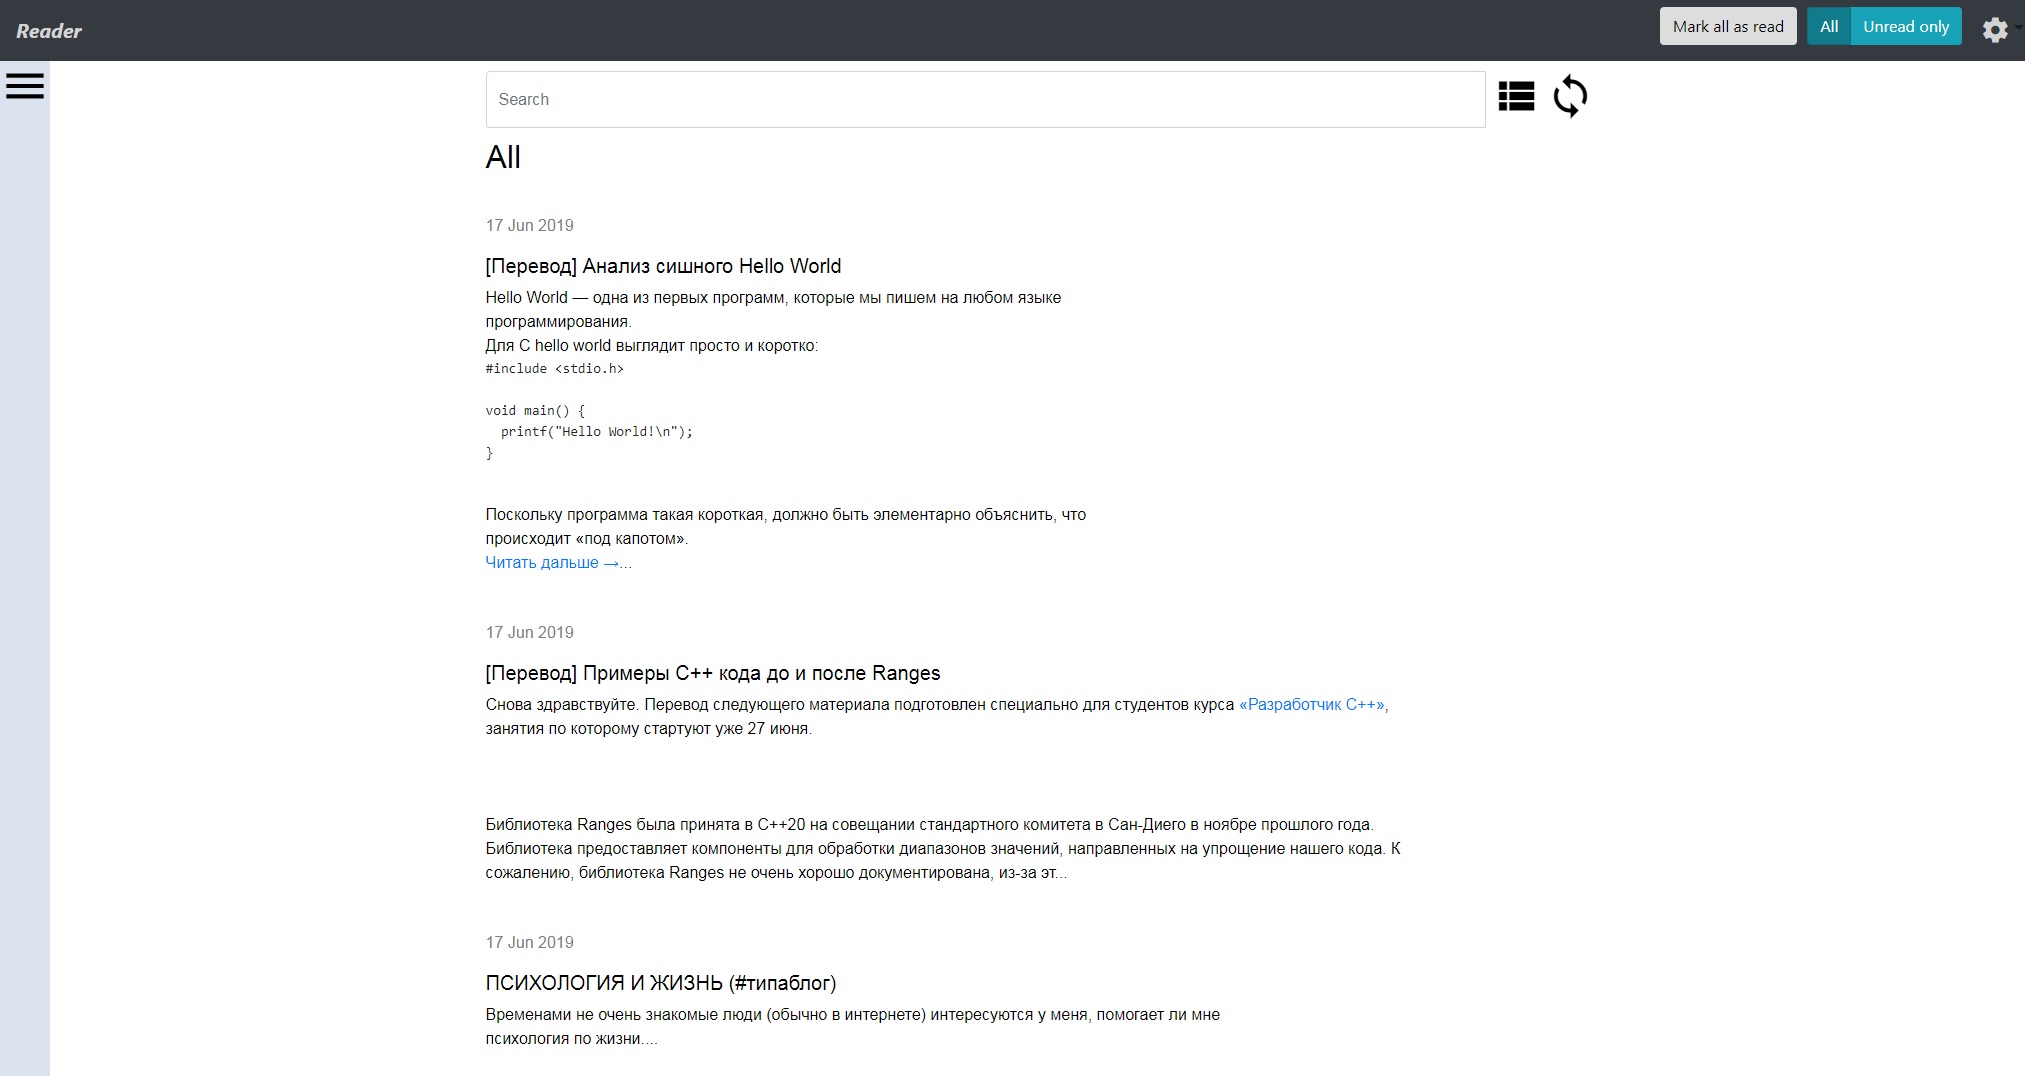 Reader
Mark all as read
All
Unread only
Search
All
17 Jun 2019
[Перевод] Анализ сишного Hello World
Hello World — одна из первых программ, которые мы пишем на любом языке
программирования.
Для C hello world выглядит просто и коротко:
#include <stdio.h>
void main() {
  printf("Hello World!\n");
}
Поскольку программа такая короткая, должно быть элементарно объяснить, что
происходит «под капотом».
Читать дальше →...
17 Jun 2019
[Перевод] Примеры C++ кода до и после Ranges
Снова здравствуйте. Перевод следующего материала подготовлен специально для студентов курса «Разработчик C++»,
занятия по которому стартуют уже 27 июня.
Библиотека Ranges была принята в C++20 на совещании стандартного комитета в Сан-Диего в ноябре прошлого года.
Библиотека предоставляет компоненты для обработки диапазонов значений, направленных на упрощение нашего кода. К
сожалению, библиотека Ranges не очень хорошо документирована, из-за эт...
17 Jun 2019
ПСИХОЛОГИЯ И ЖИЗНЬ (#типаблог)
Временами не очень знакомые люди (обычно в интернете) интересуются у меня, помогает ли мне
психология по жизни....